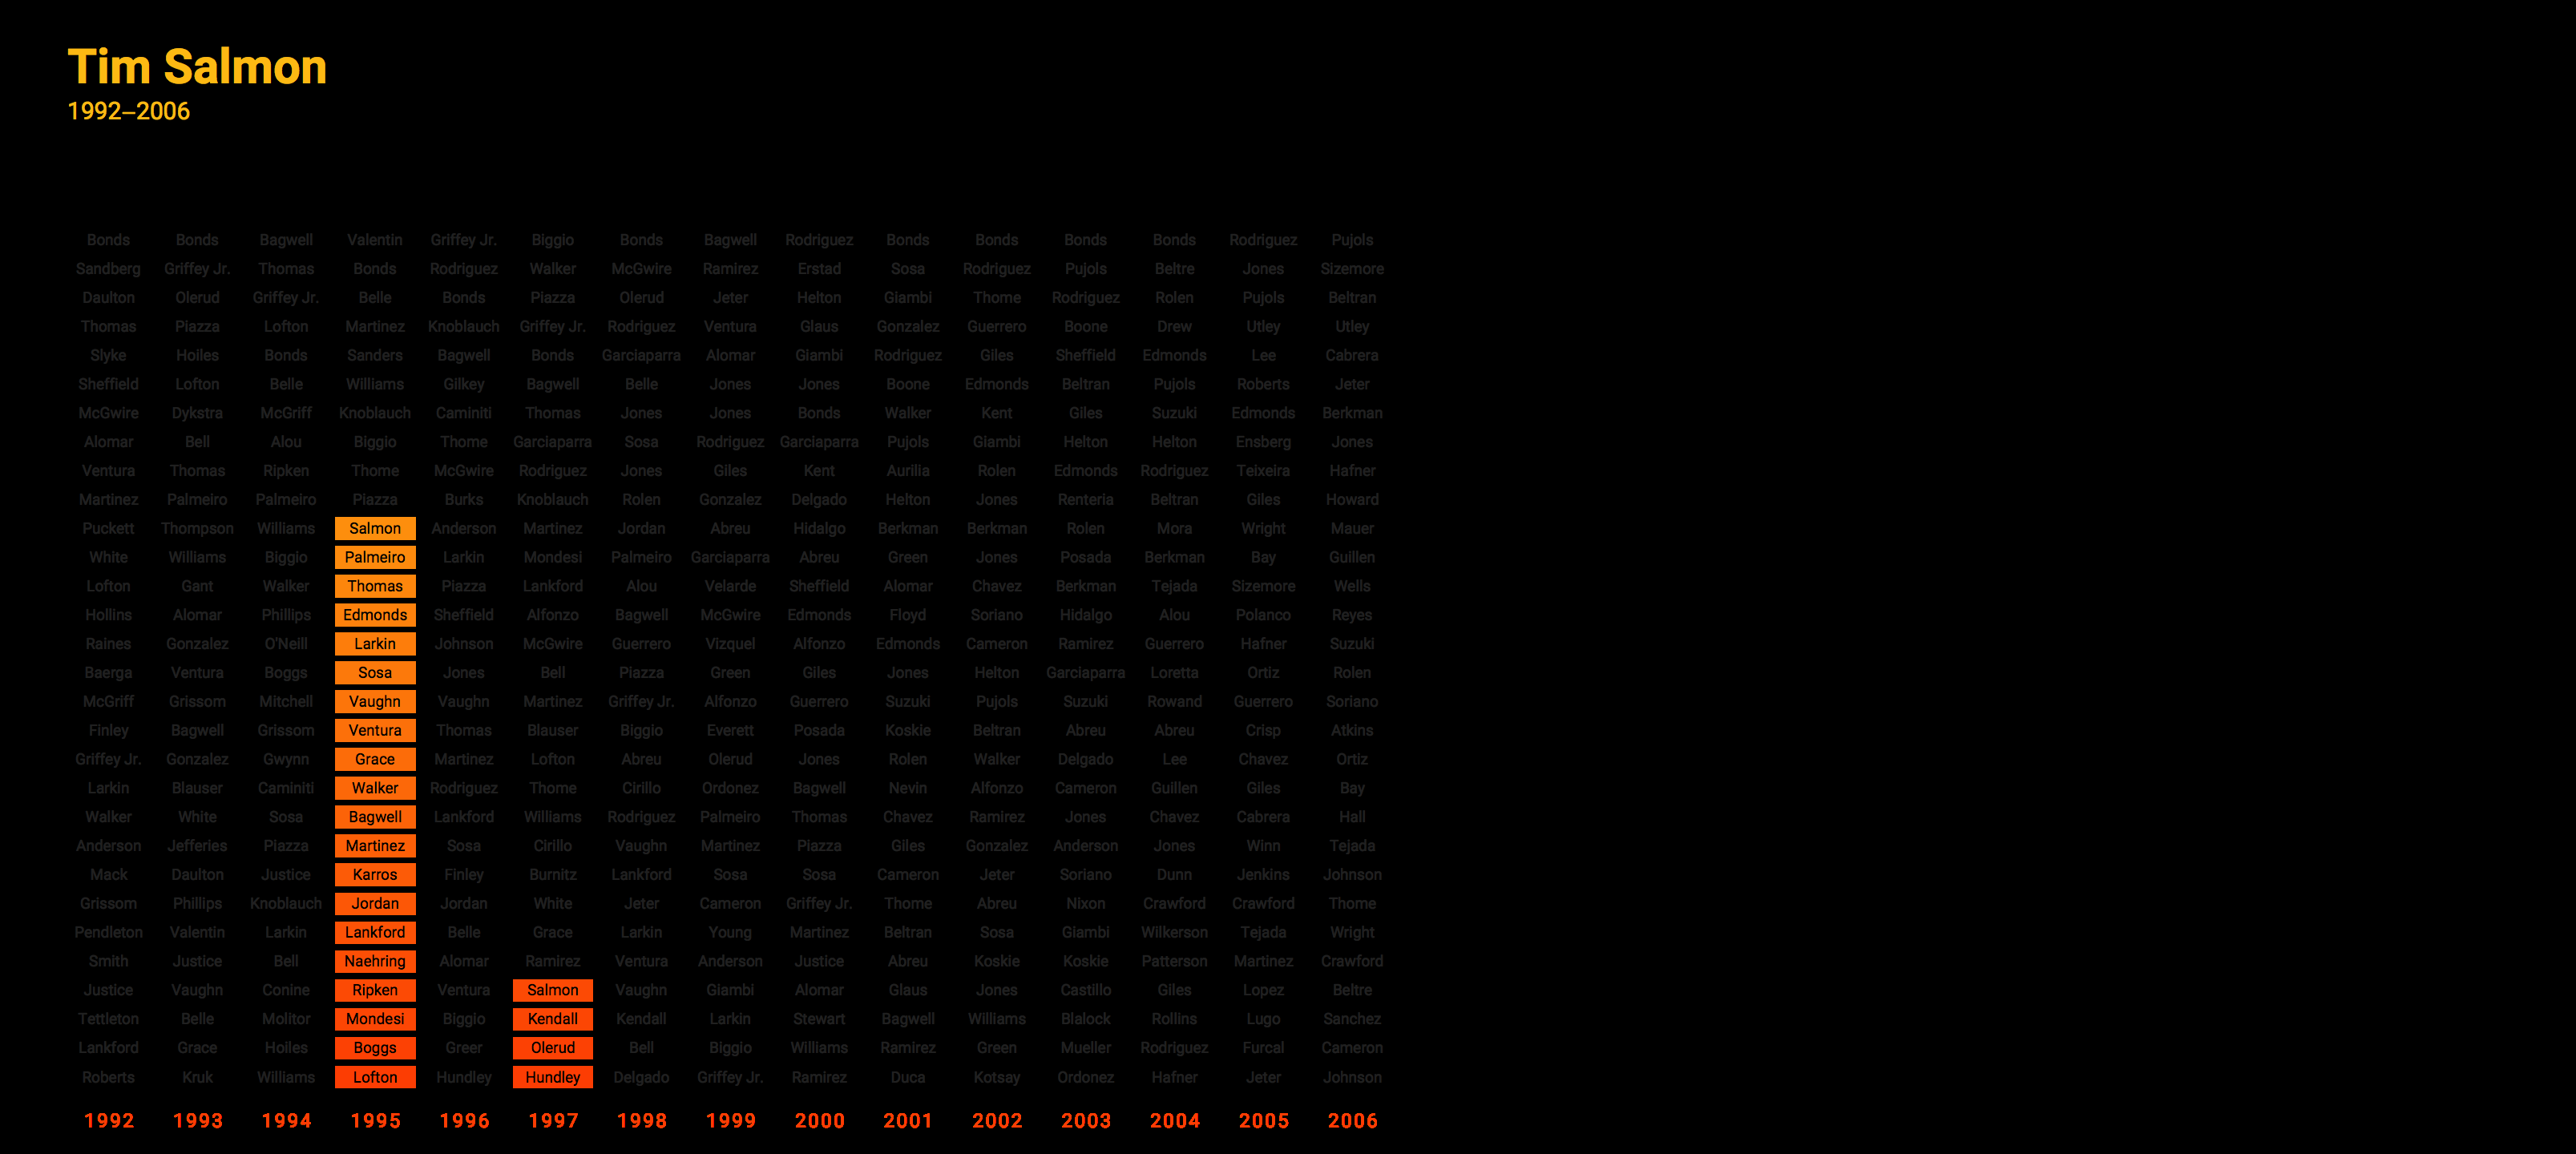 Tim Salmon
1992–2006
Bonds Bonds Bagwell Valentin Griffey Jr. Biggio Bonds Bagwell Rodriguez Bonds Bonds Bonds Bonds Rodriguez Pujols
Sandberg Griffey Jr. Thomas Bonds Rodriguez Walker McGwire Ramirez Erstad Sosa Rodriguez Pujols Beltre Jones Sizemore
Daulton Olerud Griffey Jr. Belle Bonds Piazza Olerud Jeter Helton Giambi Thome Rodriguez Rolen Pujols Beltran
Thomas Piazza Lofton Martinez Knoblauch Griffey Jr. Rodriguez Ventura Glaus Gonzalez Guerrero Boone Drew Utley Utley
Slyke Hoiles Bonds Sanders Bagwell Bonds Garciaparra Alomar Giambi Rodriguez Giles Sheffield Edmonds Lee Cabrera
Sheffield Lofton Belle Williams Gilkey Bagwell Belle Jones Jones Boone Edmonds Beltran Pujols Roberts Jeter
McGwire Dykstra McGriff Knoblauch Caminiti Thomas Jones Jones Bonds Walker Kent Giles Suzuki Edmonds Berkman
Alomar Bell Alou Biggio Thome Garciaparra Sosa Rodriguez Garciaparra Pujols Giambi Helton Helton Ensberg Jones
Ventura Thomas Ripken Thome McGwire Rodriguez Jones Giles Kent Aurilia Rolen Edmonds Rodriguez Teixeira Hafner
Martinez Palmeiro Palmeiro Piazza Burks Knoblauch Rolen Gonzalez Delgado Helton Jones Renteria Beltran Giles Howard
Puckett Thompson Williams Salmon Anderson Martinez Jordan Abreu Hidalgo Berkman Berkman Rolen Mora Wright Mauer
White Williams Biggio Palmeiro Larkin Mondesi Palmeiro Garciaparra Abreu Green Jones Posada Berkman Bay Guillen
Lofton Gant Walker Thomas Piazza Lankford Alou Velarde Sheffield Alomar Chavez Berkman Tejada Sizemore Wells
Hollins Alomar Phillips Edmonds Sheffield Alfonzo Bagwell McGwire Edmonds Floyd Soriano Hidalgo Alou Polanco Reyes
Raines Gonzalez O'Neill Larkin Johnson McGwire Guerrero Vizquel Alfonzo Edmonds Cameron Ramirez Guerrero Hafner Suzuki
Baerga Ventura Boggs Sosa Jones Bell Piazza Green Giles Jones Helton Garciaparra Loretta Ortiz Rolen
McGriff Grissom Mitchell Vaughn Vaughn Martinez Griffey Jr. Alfonzo Guerrero Suzuki Pujols Suzuki Rowand Guerrero Soriano
Finley Bagwell Grissom Ventura Thomas Blauser Biggio Everett Posada Koskie Beltran Abreu Abreu Crisp Atkins
Griffey Jr. Gonzalez Gwynn Grace Martinez Lofton Abreu Olerud Jones Rolen Walker Delgado Lee Chavez Ortiz
Larkin Blauser Caminiti Walker Rodriguez Thome Cirillo Ordonez Bagwell Nevin Alfonzo Cameron Guillen Giles Bay
Walker White Sosa Bagwell Lankford Williams Rodriguez Palmeiro Thomas Chavez Ramirez Jones Chavez Cabrera Hall
Anderson Jefferies Piazza Martinez Sosa Cirillo Vaughn Martinez Piazza Giles Gonzalez Anderson Jones Winn Tejada
Mack Daulton Justice Karros Finley Burnitz Lankford Sosa Sosa Cameron Jeter Soriano Dunn Jenkins Johnson
Grissom Phillips Knoblauch Jordan Jordan White Jeter Cameron Griffey Jr. Thome Abreu Nixon Crawford Crawford Thome
Pendleton Valentin Larkin Lankford Belle Grace Larkin Young Martinez Beltran Sosa Giambi Wilkerson Tejada Wright
Smith Justice Bell Naehring Alomar Ramirez Ventura Anderson Justice Abreu Koskie Koskie Patterson Martinez Crawford
Justice Vaughn Conine Ripken Ventura Salmon Vaughn Giambi Alomar Glaus Jones Castillo Giles Lopez Beltre
Tettleton Belle Molitor Mondesi Biggio Kendall Kendall Larkin Stewart Bagwell Williams Blalock Rollins Lugo Sanchez
Lankford Grace Hoiles Boggs Greer Olerud Bell Biggio Williams Ramirez Green Mueller Rodriguez Furcal Cameron
Roberts Kruk Williams Lofton Hundley Hundley Delgado Griffey Jr. Ramirez Duca Kotsay Ordonez Hafner Jeter Johnson
1992 1993 1994 1995 1996 1997 1998 1999 2000 2001 2002 2003 2004 2005 2006